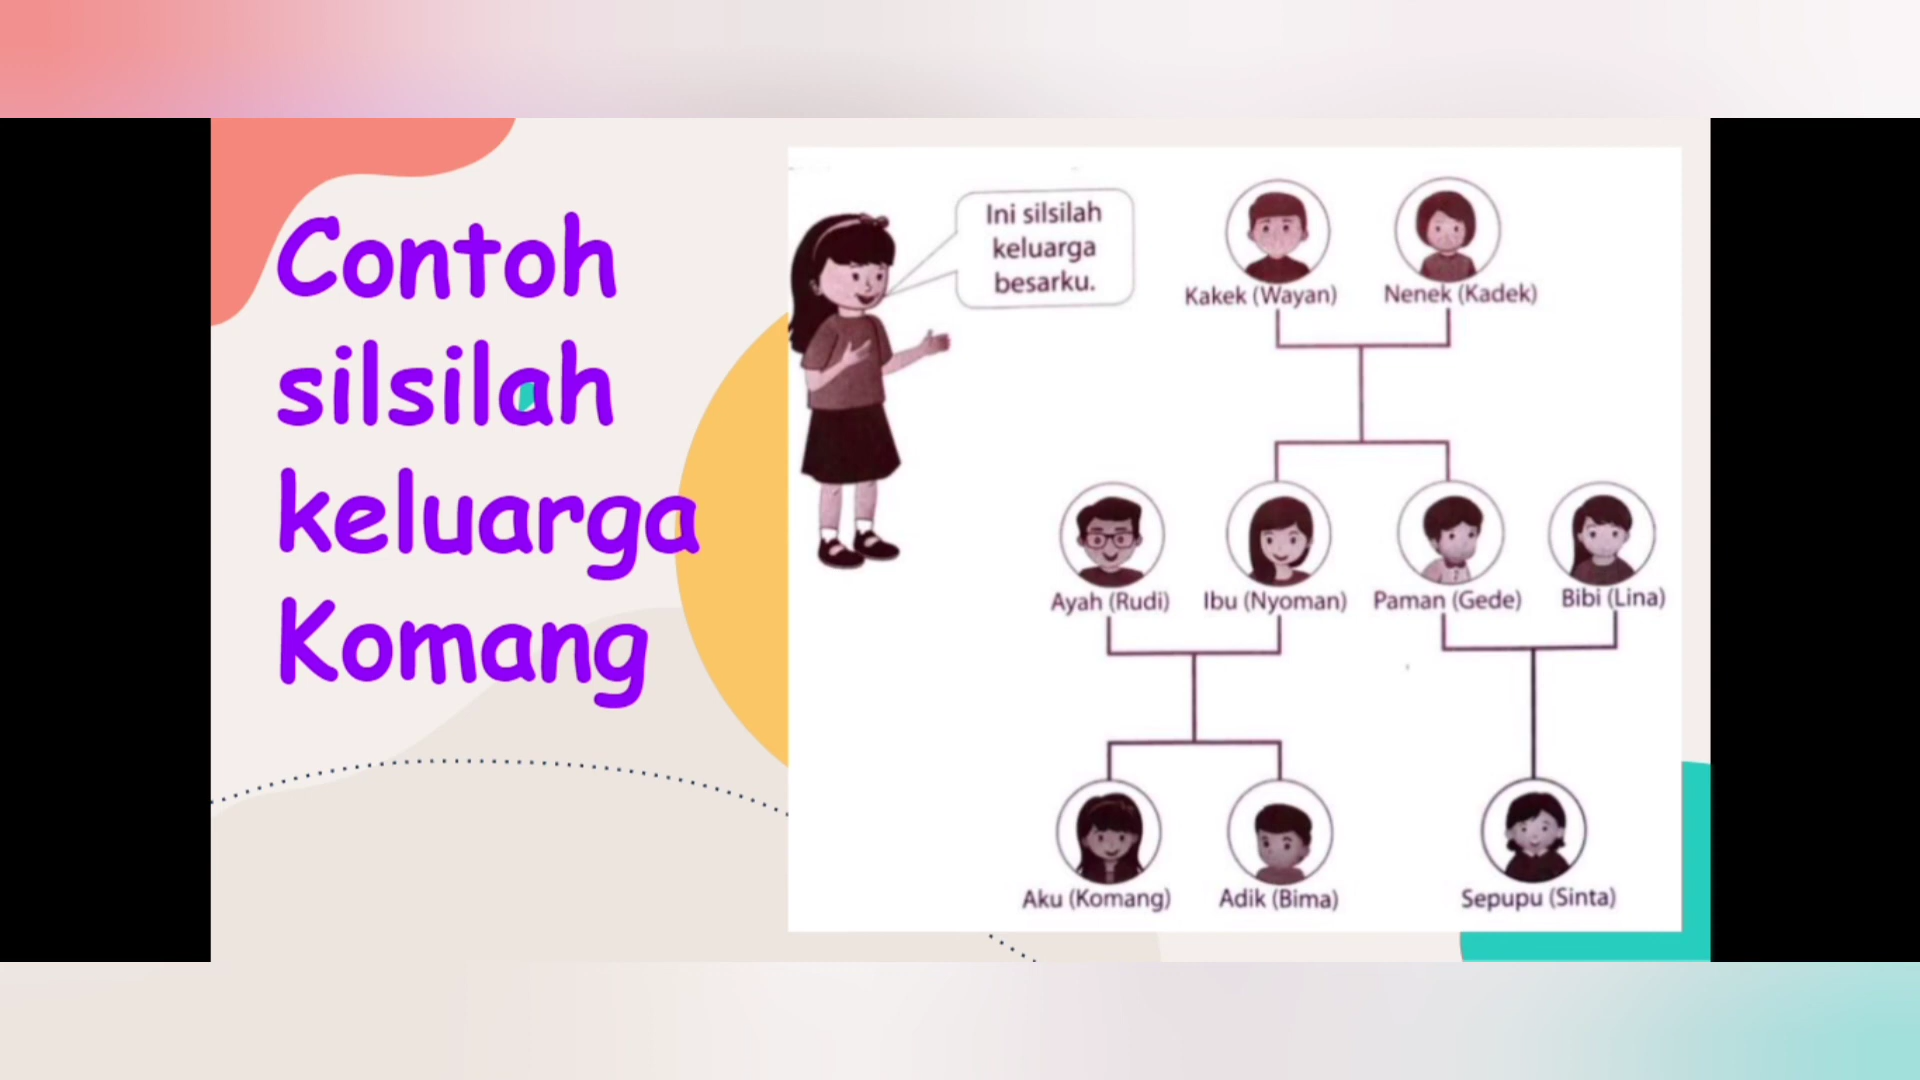 Contoh
silsilah
keluarga
Komang
Ini silsilah
keluarga
besarku.
Kakek (Wayan)
Nenek (Kadek)
Ayah (Rudi)
Ibu (Nyoman)
Paman (Gede)
Bibi (Lina)
Aku (Komang)
Adik (Bima)
Sepupu (Sinta)